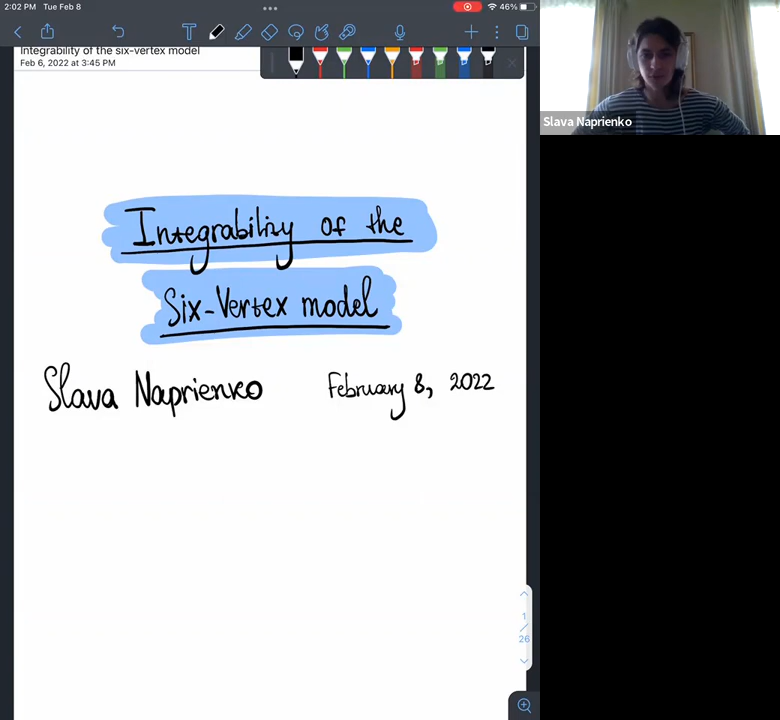 2:02 PM Tue Feb 8
46%
Integrability of the six-vertex model
Feb 6, 2022 at 3:45 PM
Integrability of the
Six-Vertex model
Slava Naprienko
February 8, 2022
1
/
26
Slava Naprienko